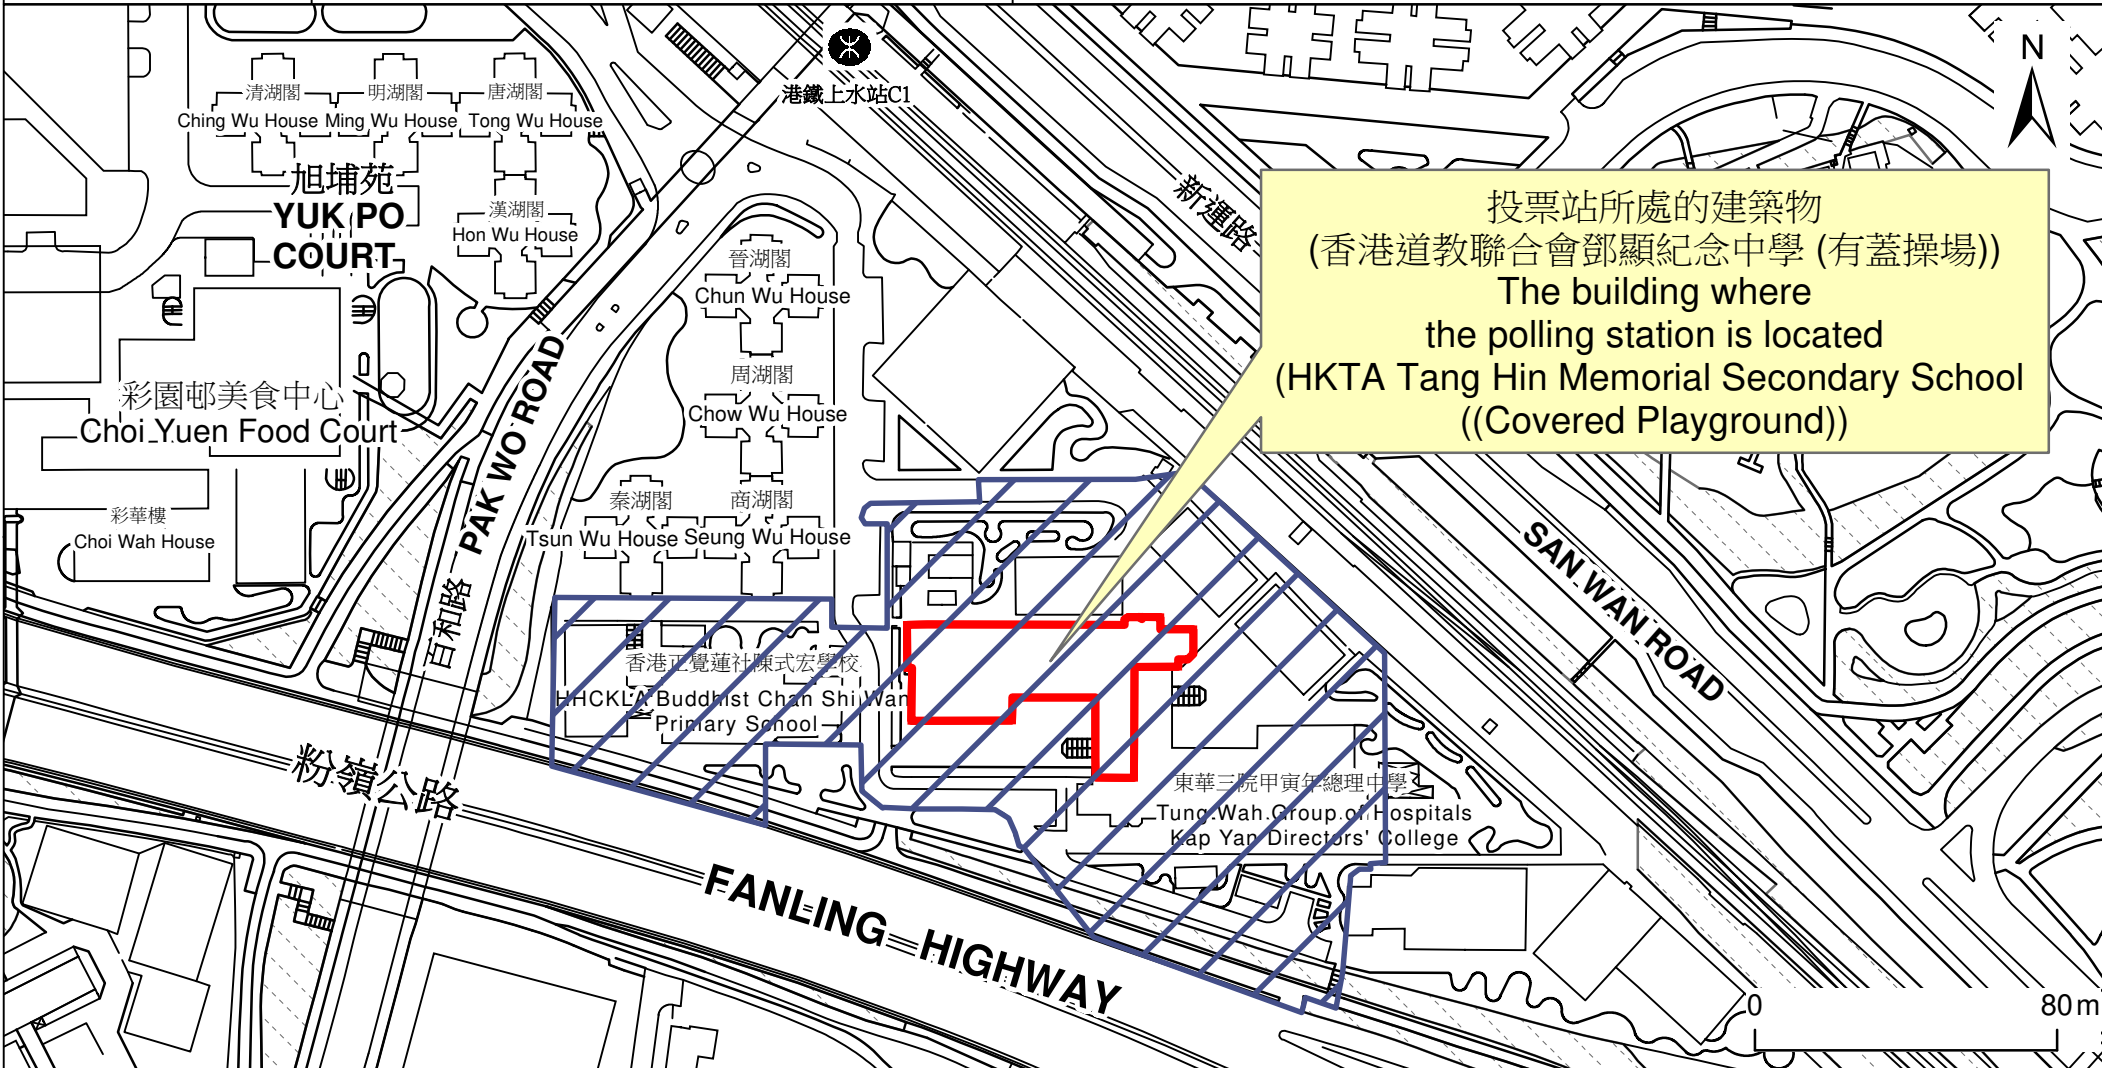 港鐵上水站C1
N
清湖閣
Ching Wu House
明湖閣
Ming Wu House
唐湖閣
Tong Wu House
旭埔苑
YUK PO
COURT
漢湖閣
Hon Wu House
晉湖閣
Chun Wu House
新運路
投票站所處的建築物
(香港道教聯合會鄧顯紀念中學 (有蓋操場))
The building where
the polling station is located
(HKTA Tang Hin Memorial Secondary School
((Covered Playground))
彩園邨美食中心
Choi Yuen Food Court
周湖閣
Chow Wu House
PAK WO ROAD
百和路
彩華樓
Choi Wah House
秦湖閣
Tsun Wu House
商湖閣
Seung Wu House
SAN WAN ROAD
香港正覺蓮社陳式宏學校
HHCKLA Buddhist Chan Shi Wan
Primary School
粉嶺公路
FANLING HIGHWAY
東華三院甲寅年總理中學
Tung Wah Group of Hospitals
Kap Yan Directors' College
0
80 m